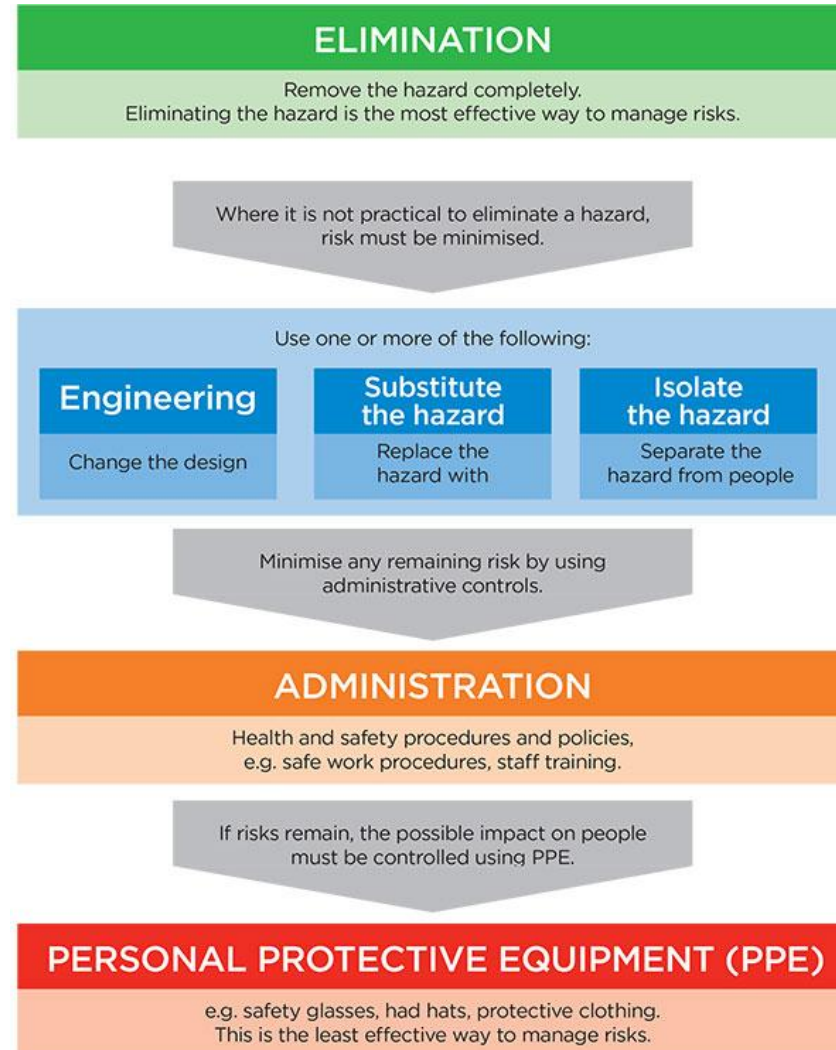 ELIMINATION
Remove the hazard completely.
Eliminating the hazard is the most effective way to manage risks.
Where it is not practical to eliminate a hazard,
risk must be minimised.
Use one or more of the following:
Engineering
Change the design
Substitute
the hazard
Replace the
hazard with
Isolate
the hazard
Separate the
hazard from people
Minimise any remaining risk by using
administrative controls.
ADMINISTRATION
Health and safety procedures and policies,
e.g. safe work procedures, staff training.
If risks remain, the possible impact on people
must be controlled using PPE.
PERSONAL PROTECTIVE EQUIPMENT (PPE)
e.g. safety glasses, had hats, protective clothing.
This is the least effective way to manage risks.